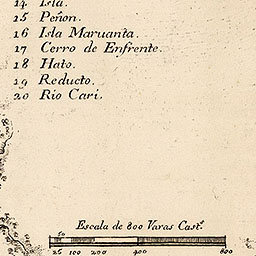 14 Isla.
15 Peñon.
16 Isla Maruanta.
17 Cerro de Enfrente.
18 Hato.
19 Reducto.
20 Rio Cari.
Escala de 800 Varas Cast.s
50
25 100 200 400 800